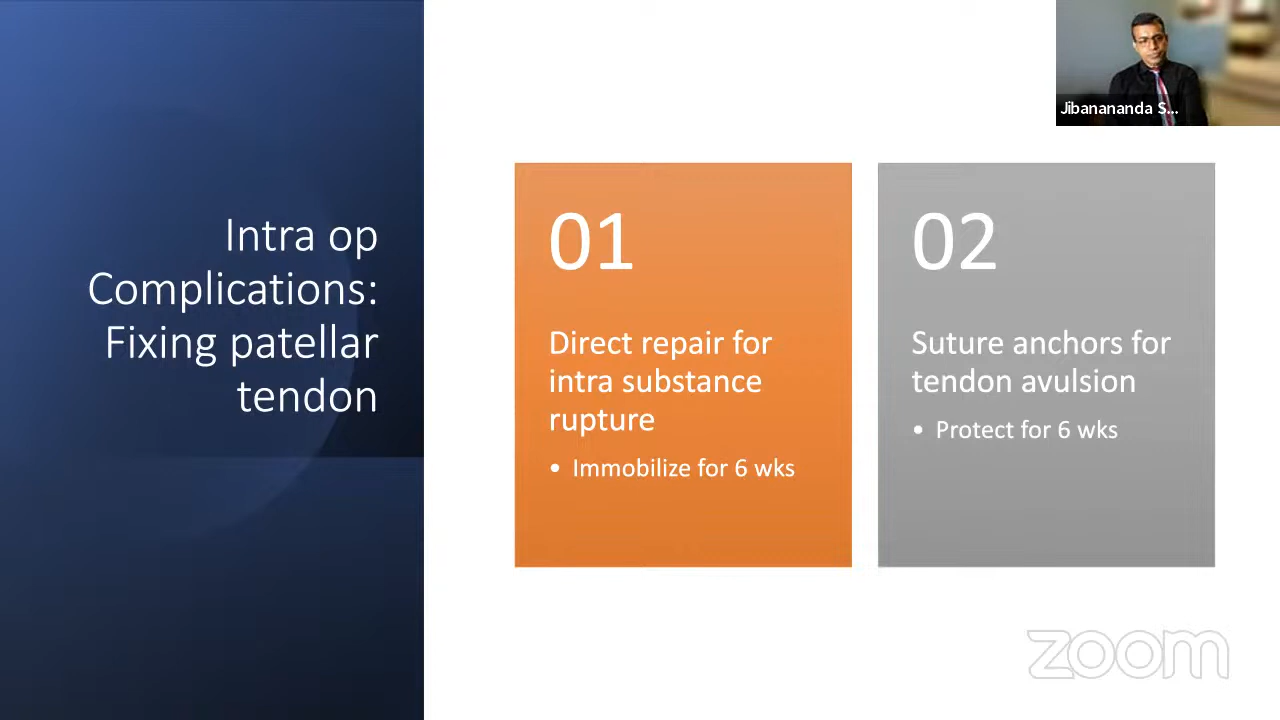 Jibanananda S...
Intra op
Complications:
Fixing patellar
tendon
01
Direct repair for
intra substance
rupture
• Immobilize for 6 wks
02
Suture anchors for
tendon avulsion
• Protect for 6 wks
zoom